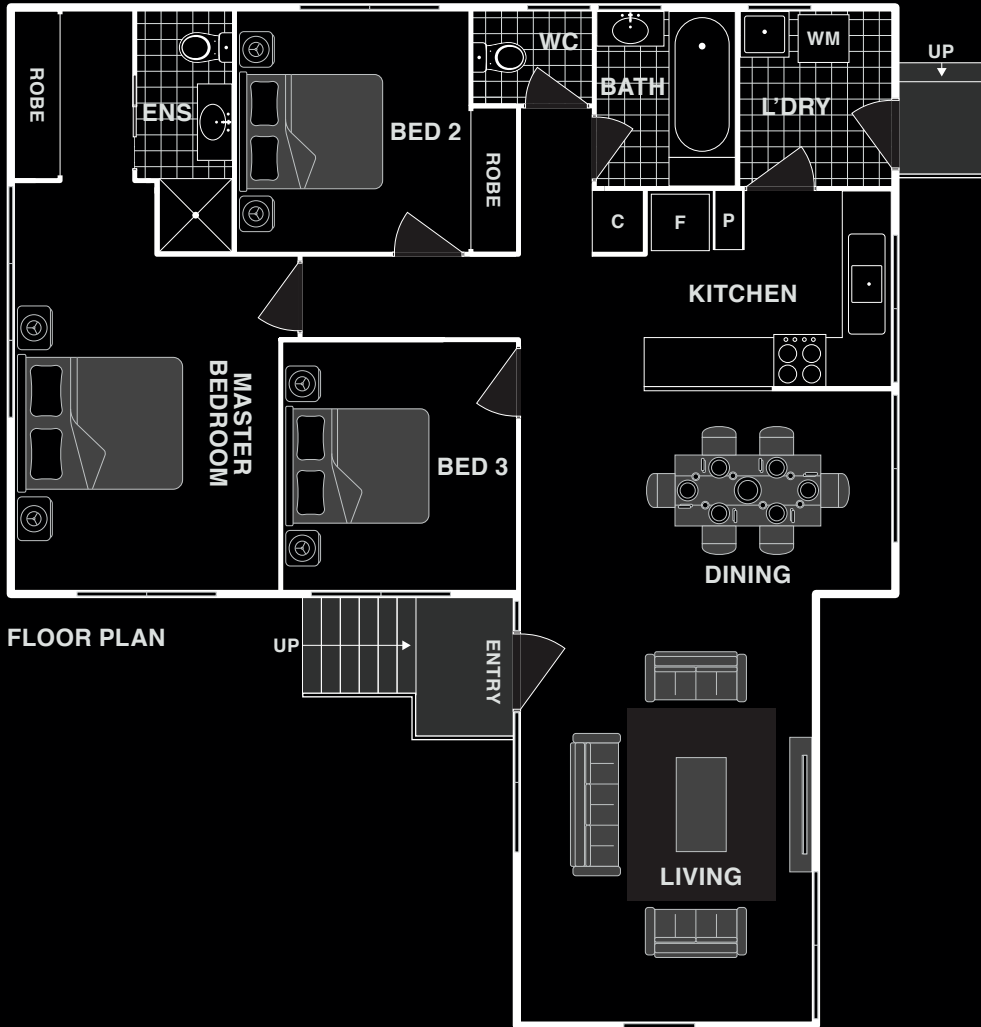 WC
WM
UP
ROBE
ENS
BATH
L'DRY
BED 2
ROBE
C
F
P
KITCHEN
MASTER
BEDROOM
BED 3
DINING
FLOOR PLAN
UP
ENTRY
LIVING